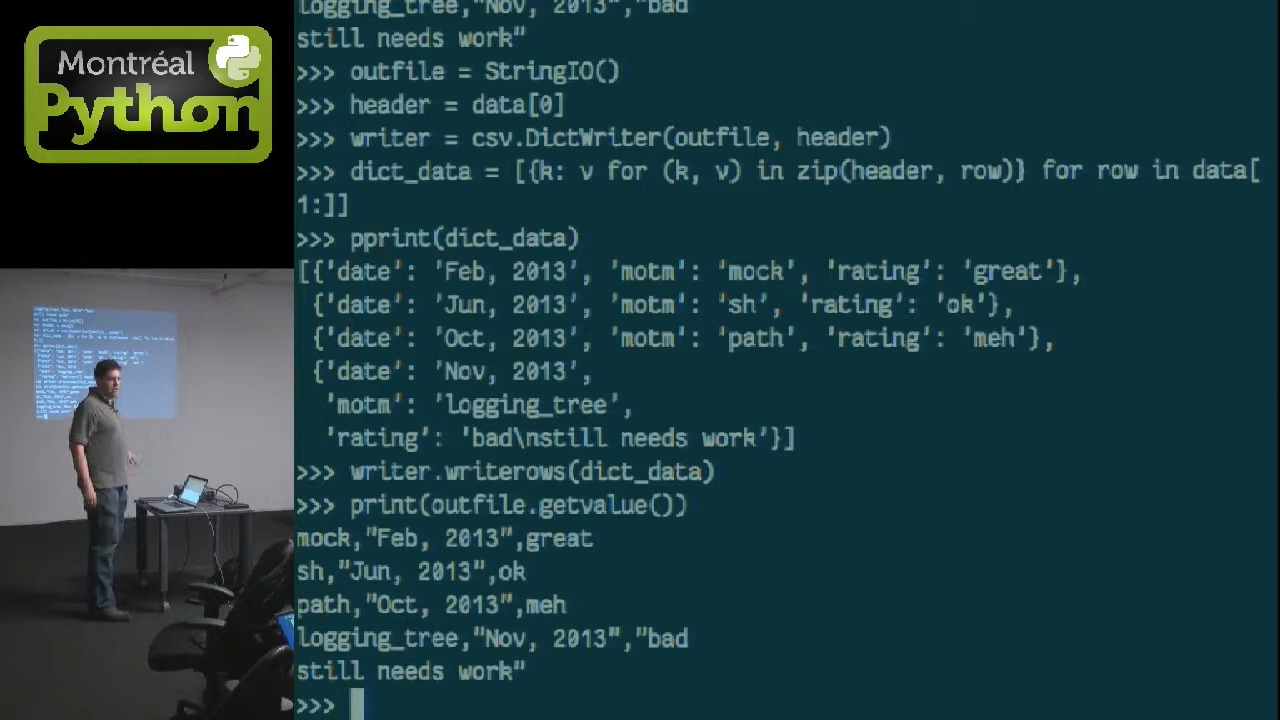 Montréal
Python
logging_tree,"Nov, 2013","bad
still needs work"
>>> outfile = StringIO()
>>> header = data[0]
>>> writer = csv.DictWriter(outfile, header)
>>> dict_data = [{k: v for (k, v) in zip(header, row)} for row in data[
1:]]
>>> pprint(dict_data)
[{'date': 'Feb, 2013', 'motm': 'mock', 'rating': 'great'},
{'date': 'Jun, 2013', 'motm': 'sh', 'rating': 'ok'},
{'date': 'Oct, 2013', 'motm': 'path', 'rating': 'meh'},
{'date': 'Nov, 2013',
'motm': 'logging_tree',
'rating': 'bad\nstill needs work'}]
>>> writer.writerows(dict_data)
>>> print(outfile.getvalue())
mock,"Feb, 2013",great
sh,"Jun, 2013",ok
path,"Oct, 2013",meh
logging_tree,"Nov, 2013","bad
still needs work"
>>>